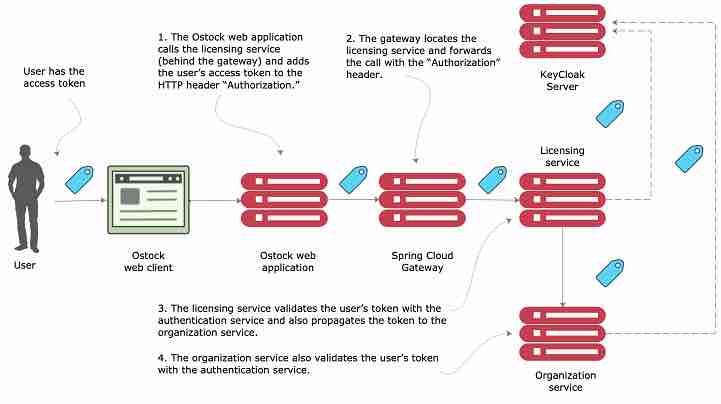 1. The Ostock web application
calls the licensing service
(behind the gateway) and adds
the user's access token to the
HTTP header “Authorization.”
2. The gateway locates the
licensing service and forwards
the call with the “Authorization”
header.
KeyCloak
Server
User has the
access token
Licensing
service
User
Ostock
web client
Ostock web
application
Spring Cloud
Gateway
3. The licensing service validates the user's token with the
authentication service and also propagates the token to the
organization service.
4. The organization service also validates the user's token
with the authentication service.
Organization
service